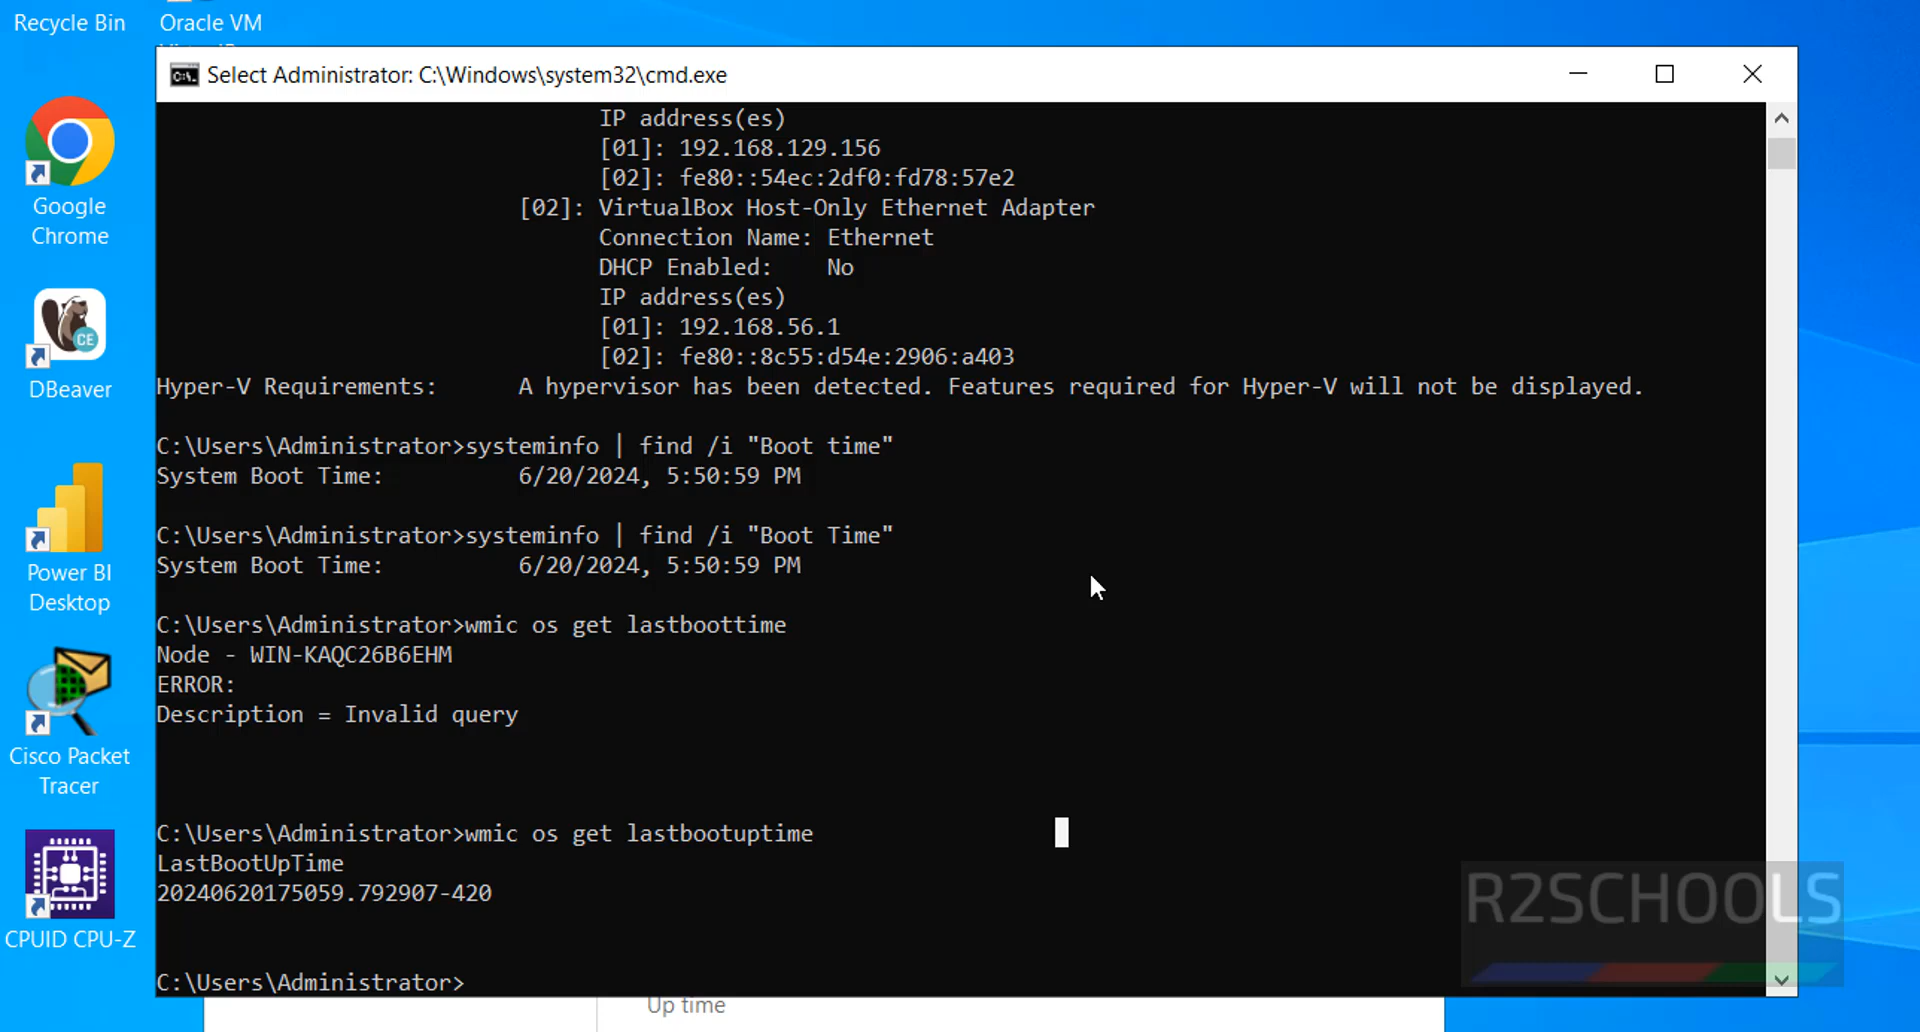 Recycle Bin
Oracle VM
Select Administrator: C:\Windows\system32\cmd.exe
Google
Chrome
DBeaver
Power BI
Desktop
Cisco Packet
Tracer
CPUID CPU-Z
IP address(es)
[01]: 192.168.129.156
[02]: fe80::54ec:2df0:fd78:57e2
[02]: VirtualBox Host-Only Ethernet Adapter
Connection Name: Ethernet
DHCP Enabled:    No
IP address(es)
[01]: 192.168.56.1
[02]: fe80::8c55:d54e:2906:a403
Hyper-V Requirements:      A hypervisor has been detected. Features required for Hyper-V will not be displayed.
C:\Users\Administrator>systeminfo | find /i "Boot time"
System Boot Time:          6/20/2024, 5:50:59 PM
C:\Users\Administrator>systeminfo | find /i "Boot Time"
System Boot Time:          6/20/2024, 5:50:59 PM
C:\Users\Administrator>wmic os get lastboottime
Node - WIN-KAQC26B6EHM
ERROR:
Description = Invalid query
C:\Users\Administrator>wmic os get lastbootuptime
LastBootUpTime
20240620175059.792907-420
C:\Users\Administrator>
R2SCHOOLS
Up time